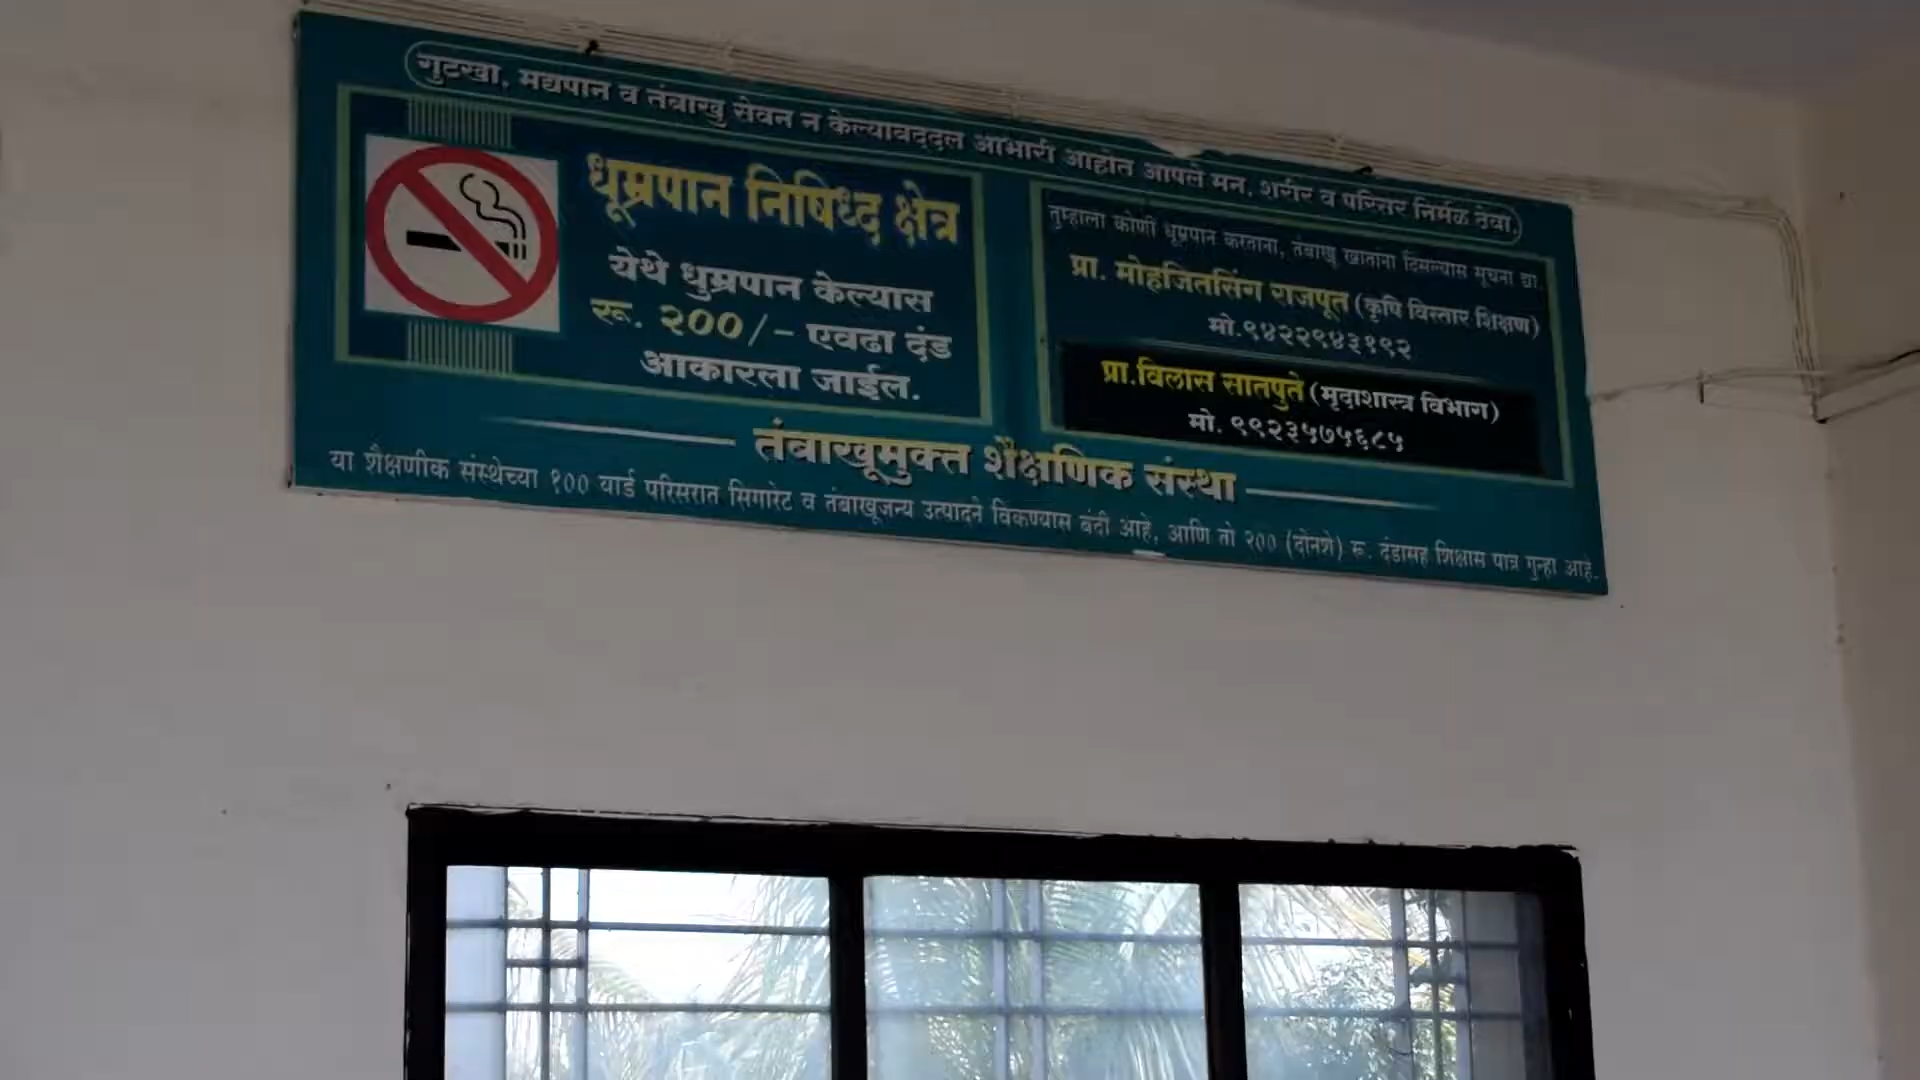 गुटखा, मद्यपान व तंबाखु सेवन न केल्याबद्दल आभारी आहोत आपले मन, शरीर व परिसर निर्मळ ठेवा.
धूम्रपान निषिध्द क्षेत्र
येथे धुम्रपान केल्यास
रू. २००/- एवढा दंड
आकारला जाईल.
तुम्हाला कोणी धूम्रपान करताना, तंबाखू खातांना दिसल्यास सूचना द्या.
प्रा. मोहजितसिंग राजपूत (कृषि विस्तार शिक्षण)
मो.९४२२९४३१९२
प्रा.विलास सातपुते (मृदाशास्त्र विभाग)
मो. ९९२३५७५६८५
तंबाखूमुक्त शैक्षणिक संस्था
या शैक्षणीक संस्थेच्या १०० यार्ड परिसरात सिगारेट व तंबाखूजन्य उत्पादने विकण्यास बंदी आहे, आणि तो २०० (दोनशे) रू. दंडासह शिक्षास पात्र गुन्हा आहे.